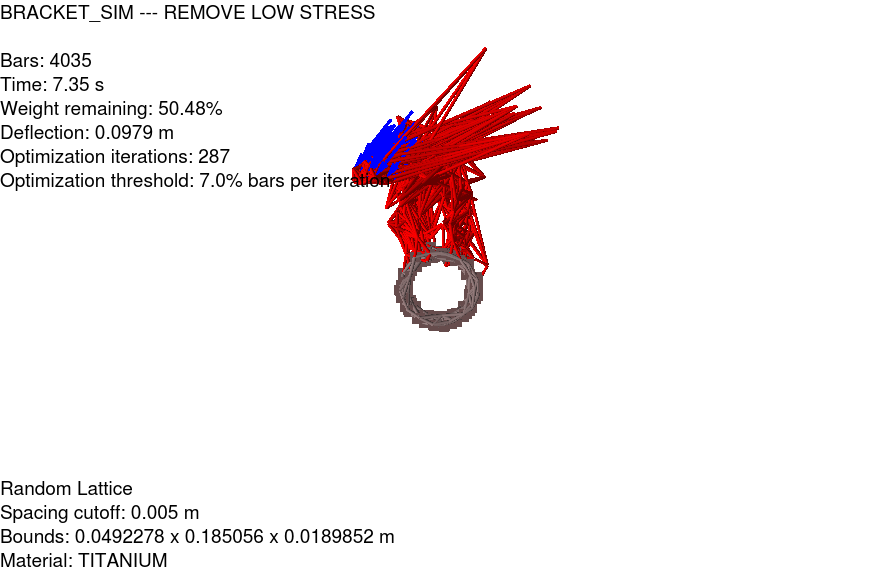 BRACKET_SIM --- REMOVE LOW STRESS
Bars: 4035
Time: 7.35 s
Weight remaining: 50.48%
Deflection: 0.0979 m
Optimization iterations: 287
Optimization threshold: 7.0% bars per iteration
Random Lattice
Spacing cutoff: 0.005 m
Bounds: 0.0492278 x 0.185056 x 0.0189852 m
Material: TITANIUM